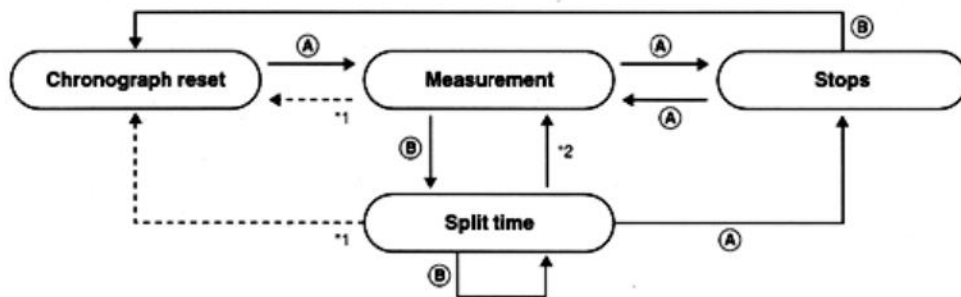 Ⓑ
Ⓐ
Ⓐ
Chronograph reset
Measurement
Stops
*1
Ⓐ
Ⓑ
*2
Split time
*1
Ⓐ
Ⓑ